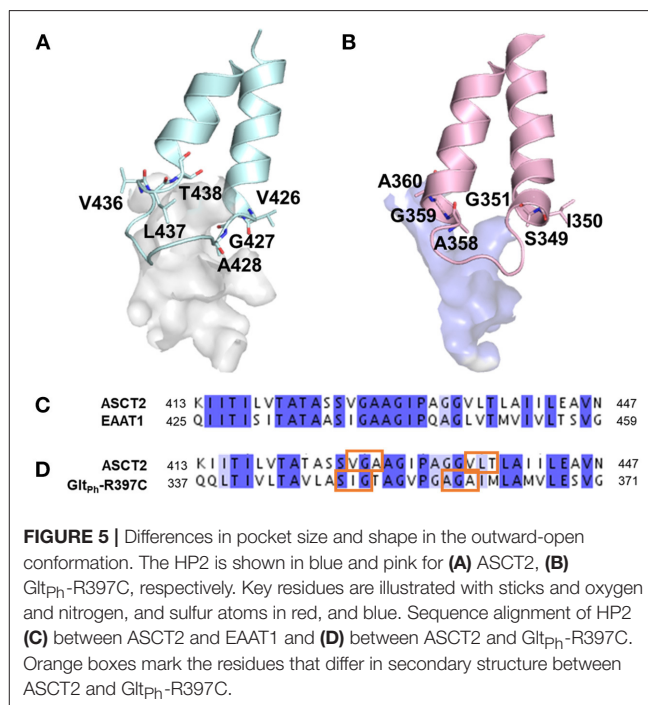 A
B
V436
T438
V426
L437
G427
A428
A360
G351
G359
I350
A358
S349
C ASCT2 413 K I I T I L V T A T A S S V G A A G I P A G G V L T L A I I L E A V N 447
EAAT1 425 Q I I T I S I T A T A A S I G A A G I P Q A G L V T M V I V L T S V G 459
D ASCT2 413 K I I T I L V T A T A S S V G A A G I P A G G V L T L A I I L E A V N 447
GltPh-R397C 337 Q Q L T I L V T A V L A S I G T A G V P G A G A I M L A M V L E S V G 371
FIGURE 5 | Differences in pocket size and shape in the outward-open
conformation. The HP2 is shown in blue and pink for (A) ASCT2, (B)
GltPh-R397C, respectively. Key residues are illustrated with sticks and oxygen
and nitrogen, and sulfur atoms in red, and blue. Sequence alignment of HP2
(C) between ASCT2 and EAAT1 and (D) between ASCT2 and GltPh-R397C.
Orange boxes mark the residues that differ in secondary structure between
ASCT2 and GltPh-R397C.